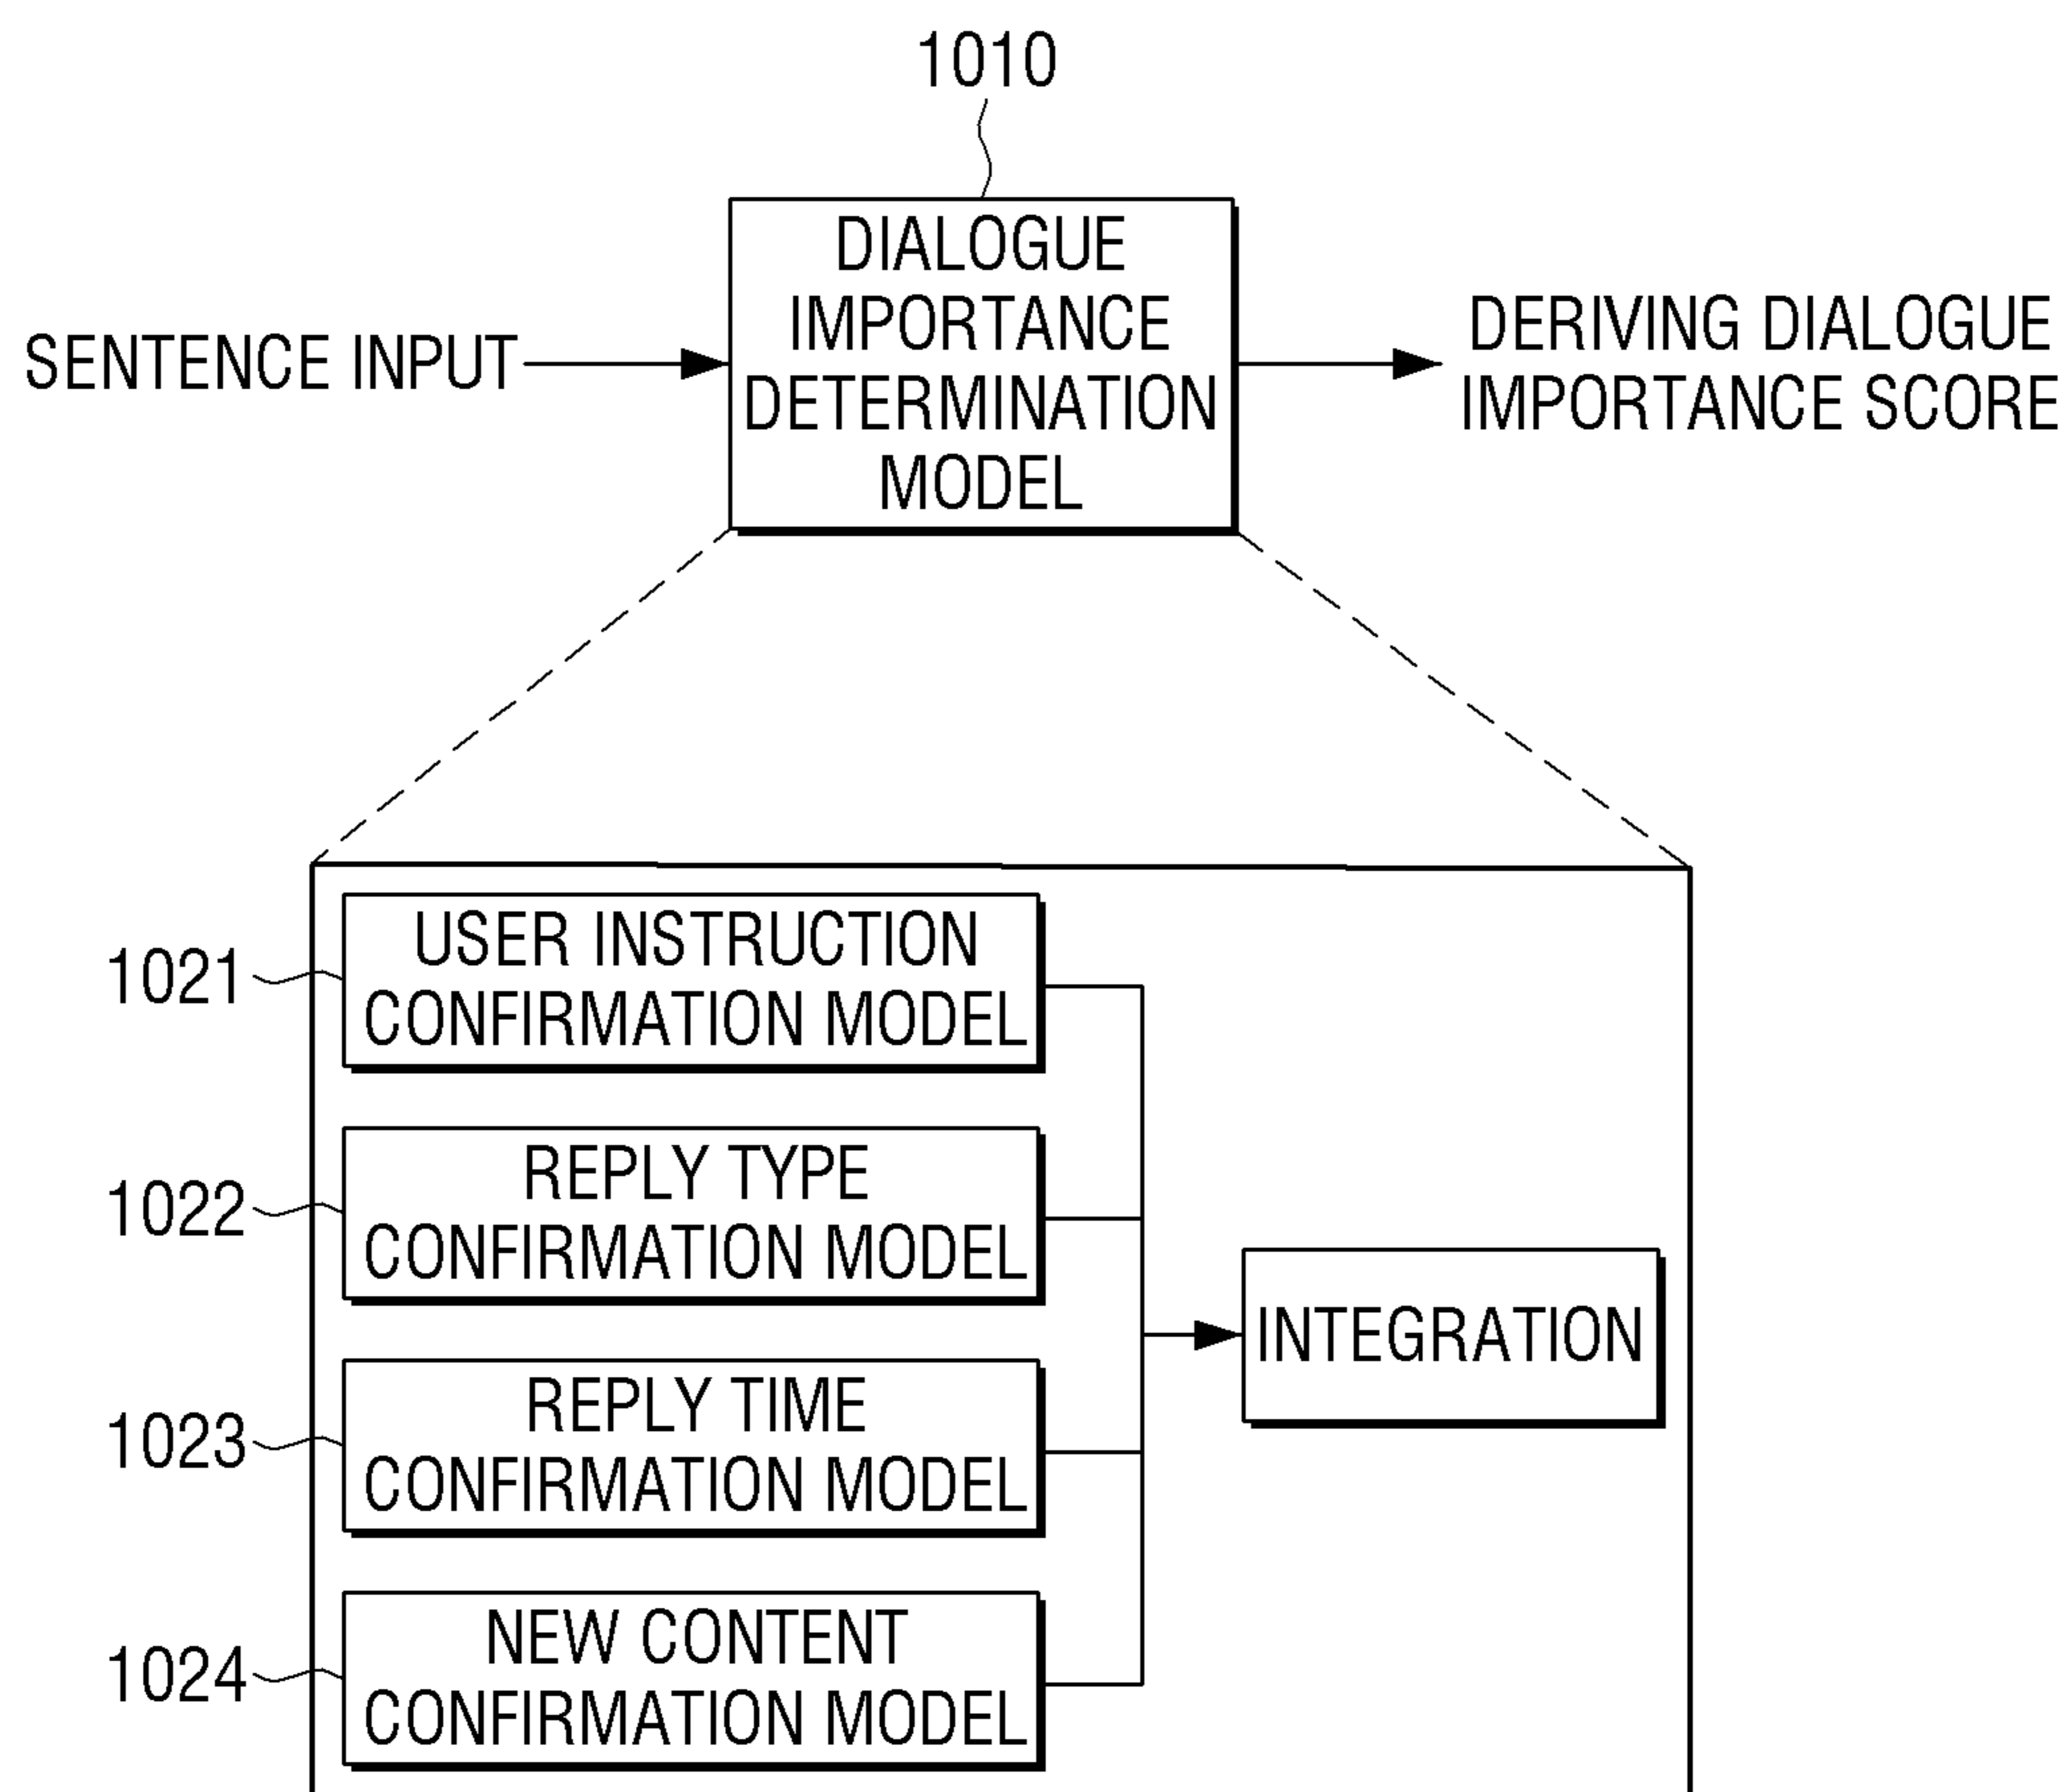 1010
DIALOGUE
IMPORTANCE
DETERMINATION
MODEL
SENTENCE INPUT
DERIVING DIALOGUE
IMPORTANCE SCORE
1021
USER INSTRUCTION
CONFIRMATION MODEL
1022
REPLY TYPE
CONFIRMATION MODEL
1023
REPLY TIME
CONFIRMATION MODEL
1024
NEW CONTENT
CONFIRMATION MODEL
INTEGRATION